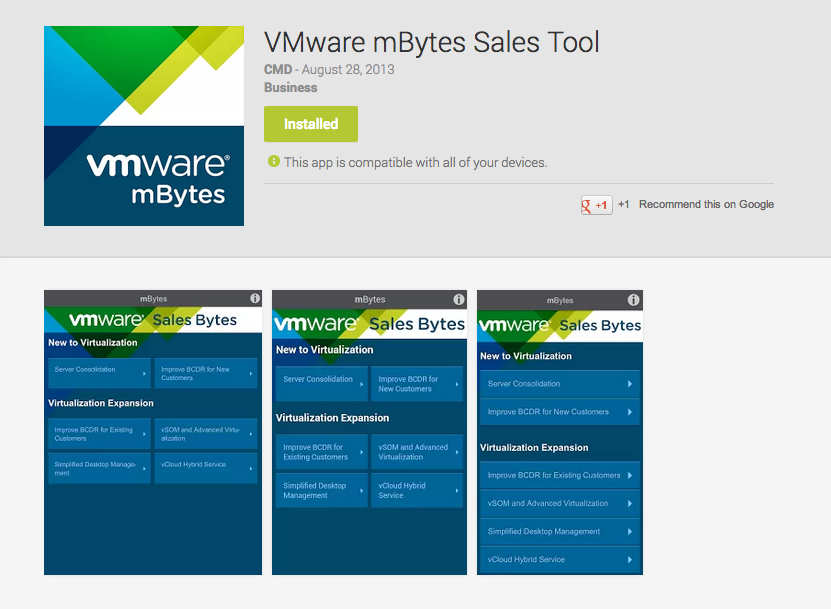 VMware mBytes Sales Tool
CMD - August 28, 2013
Business
Installed
This app is compatible with all of your devices.
g +1 +1 Recommend this on Google
vmware®
mBytes
mBytes
vmware® Sales Bytes
New to Virtualization
Server Consolidation
Improve BCDR for New
Customers
Virtualization Expansion
Improve BCDR for Existing
Customers
vSOM and Advanced Virtu-
alization
Simplified Desktop Manage-
ment
vCloud Hybrid Service
mBytes
vmware® Sales Bytes
New to Virtualization
Server Consolidation
Improve BCDR for
New Customers
Virtualization Expansion
Improve BCDR for
Existing Customers
vSOM and Advanced
Virtualization
Simplified Desktop
Management
vCloud Hybrid
Service
mBytes
vmware® Sales Bytes
New to Virtualization
Server Consolidation
Improve BCDR for New Customers
Virtualization Expansion
Improve BCDR for Existing Customers
vSOM and Advanced Virtualization
Simplified Desktop Management
vCloud Hybrid Service